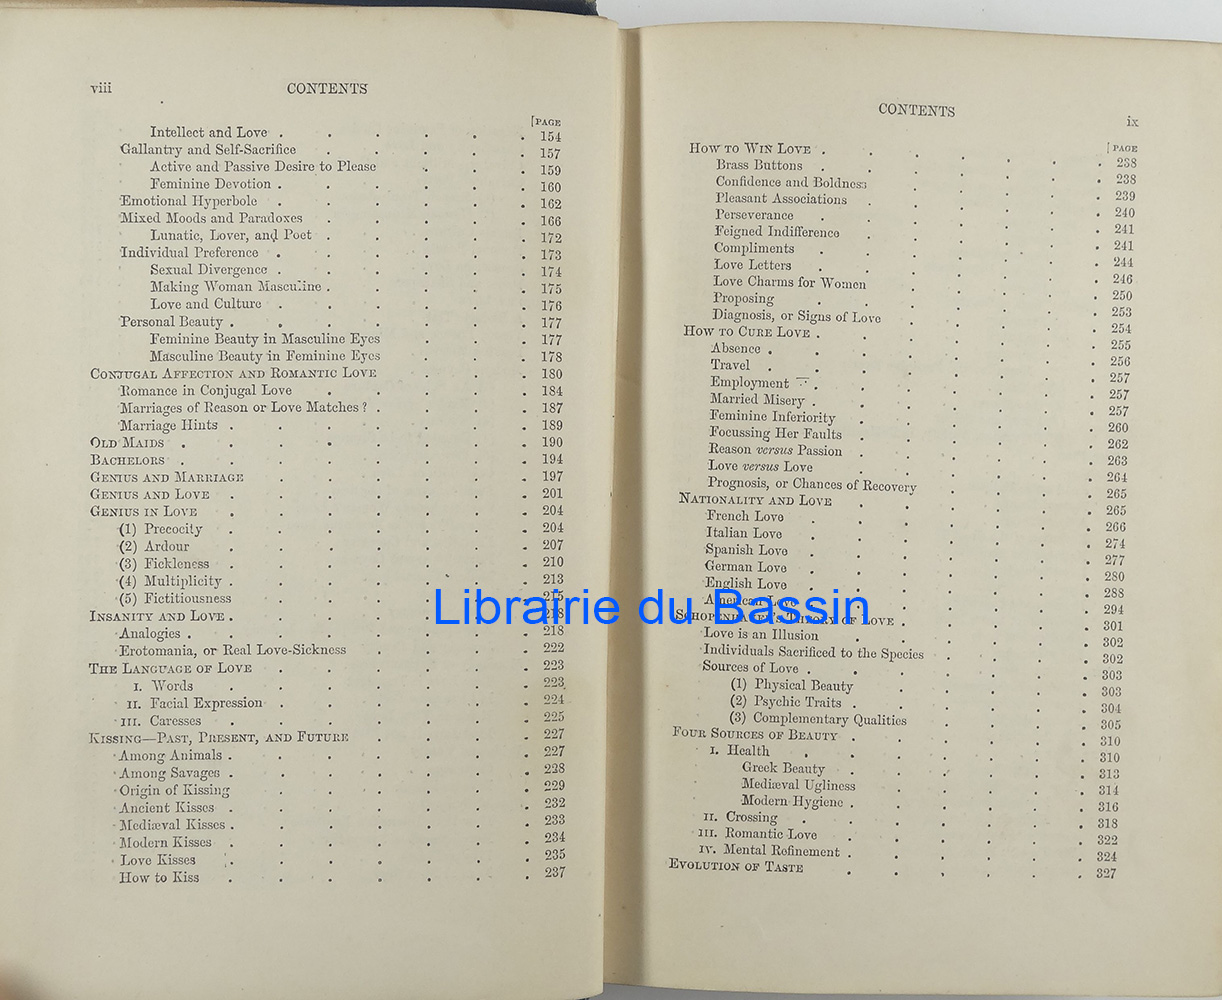 viii CONTENTS
[PAGE
Intellect and Love . . . . . . 154
Gallantry and Self-Sacrifice . . . . . 157
Active and Passive Desire to Please . . . 159
Feminine Devotion . . . . . . 160
Emotional Hyperbole . . . . . . 162
Mixed Moods and Paradoxes . . . . . 166
Lunatic, Lover, and Poet . . . . . 172
Individual Preference . . . . . . 173
Sexual Divergence . . . . . . 174
Making Woman Masculine . . . . . 175
Love and Culture . . . . . . 176
Personal Beauty . . . . . . . 177
Feminine Beauty in Masculine Eyes . . . 177
Masculine Beauty in Feminine Eyes . . . 178
CONJUGAL AFFECTION AND ROMANTIC LOVE . . . 180
Romance in Conjugal Love . . . . . 184
Marriages of Reason or Love Matches ? . . . . 187
Marriage Hints . . . . . . . 189
OLD MAIDS . . . . . . . . 190
BACHELORS . . . . . . . . 194
GENIUS AND MARRIAGE . . . . . . 197
GENIUS AND LOVE . . . . . . . 201
GENIUS IN LOVE . . . . . . . 204
(1) Precocity . . . . . . . 204
(2) Ardour . . . . . . . 207
(3) Fickleness . . . . . . . 210
(4) Multiplicity . . . . . . . 213
(5) Fictitiousness . . . . . . 215
INSANITY AND LOVE . . . . . . . 218
Analogies . . . . . . . . 218
Erotomania, or Real Love-Sickness . . . . 222
THE LANGUAGE OF LOVE . . . . . . 223
I. Words . . . . . . . 223
II. Facial Expression . . . . . . 224
III. Caresses . . . . . . . 225
KISSING—PAST, PRESENT, AND FUTURE . . . . 227
Among Animals . . . . . . . 227
Among Savages . . . . . . . 228
Origin of Kissing . . . . . . 229
Ancient Kisses . . . . . . . 232
Mediæval Kisses . . . . . . . 233
Modern Kisses . . . . . . . 234
Love Kisses . . . . . . . 235
How to Kiss . . . . . . . 237
CONTENTS ix
[PAGE
HOW TO WIN LOVE . . . . . . . 238
Brass Buttons . . . . . . . 238
Confidence and Boldness . . . . . 239
Pleasant Associations . . . . . . 240
Perseverance . . . . . . . 241
Feigned Indifference . . . . . . 241
Compliments . . . . . . . 244
Love Letters . . . . . . . 246
Love Charms for Women . . . . . 250
Proposing . . . . . . . 253
Diagnosis, or Signs of Love . . . . . 254
HOW TO CURE LOVE . . . . . . . 255
Absence . . . . . . . . 256
Travel . . . . . . . . 257
Employment . . . . . . . 257
Married Misery . . . . . . . 257
Feminine Inferiority . . . . . . 260
Focussing Her Faults . . . . . . 262
Reason versus Passion . . . . . . 263
Love versus Love . . . . . . 264
Prognosis, or Chances of Recovery . . . . 265
NATIONALITY AND LOVE . . . . . . 265
French Love . . . . . . . 266
Italian Love . . . . . . . 274
Spanish Love . . . . . . . 277
German Love . . . . . . . 280
English Love . . . . . . . 288
American Love . . . . . . . 294
SCHOPENHAUER'S THEORY OF LOVE . . . . . 301
Love is an Illusion . . . . . . 302
Individuals Sacrificed to the Species . . . . 302
Sources of Love . . . . . . . 303
(1) Physical Beauty . . . . . 303
(2) Psychic Traits . . . . . . 304
(3) Complementary Qualities . . . . 305
FOUR SOURCES OF BEAUTY . . . . . . 310
I. Health . . . . . . . 310
Greek Beauty . . . . . . 313
Mediæval Ugliness . . . . . 314
Modern Hygiene . . . . . . 316
II. Crossing . . . . . . . 318
III. Romantic Love . . . . . . 322
IV. Mental Refinement . . . . . . 324
EVOLUTION OF TASTE . . . . . . 327
Librairie du Bassin